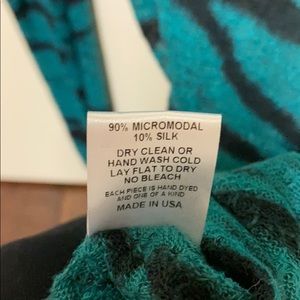 90% MICROMODAL
10% SILK
DRY CLEAN OR
HAND WASH COLD
LAY FLAT TO DRY
NO BLEACH
EACH PIECE IS HAND DYED
AND ONE OF A KIND
MADE IN USA